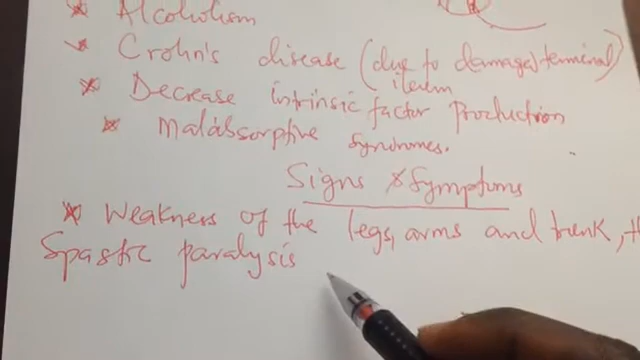 * Alcoholism
* Crohn's disease (due to damage) terminal)
ileum
* Decrease intrinsic factor production
* Malabsorptive syndromes.
Signs & Symptoms
* Weakness of the legs, arms and trunk,
Spastic paralysis